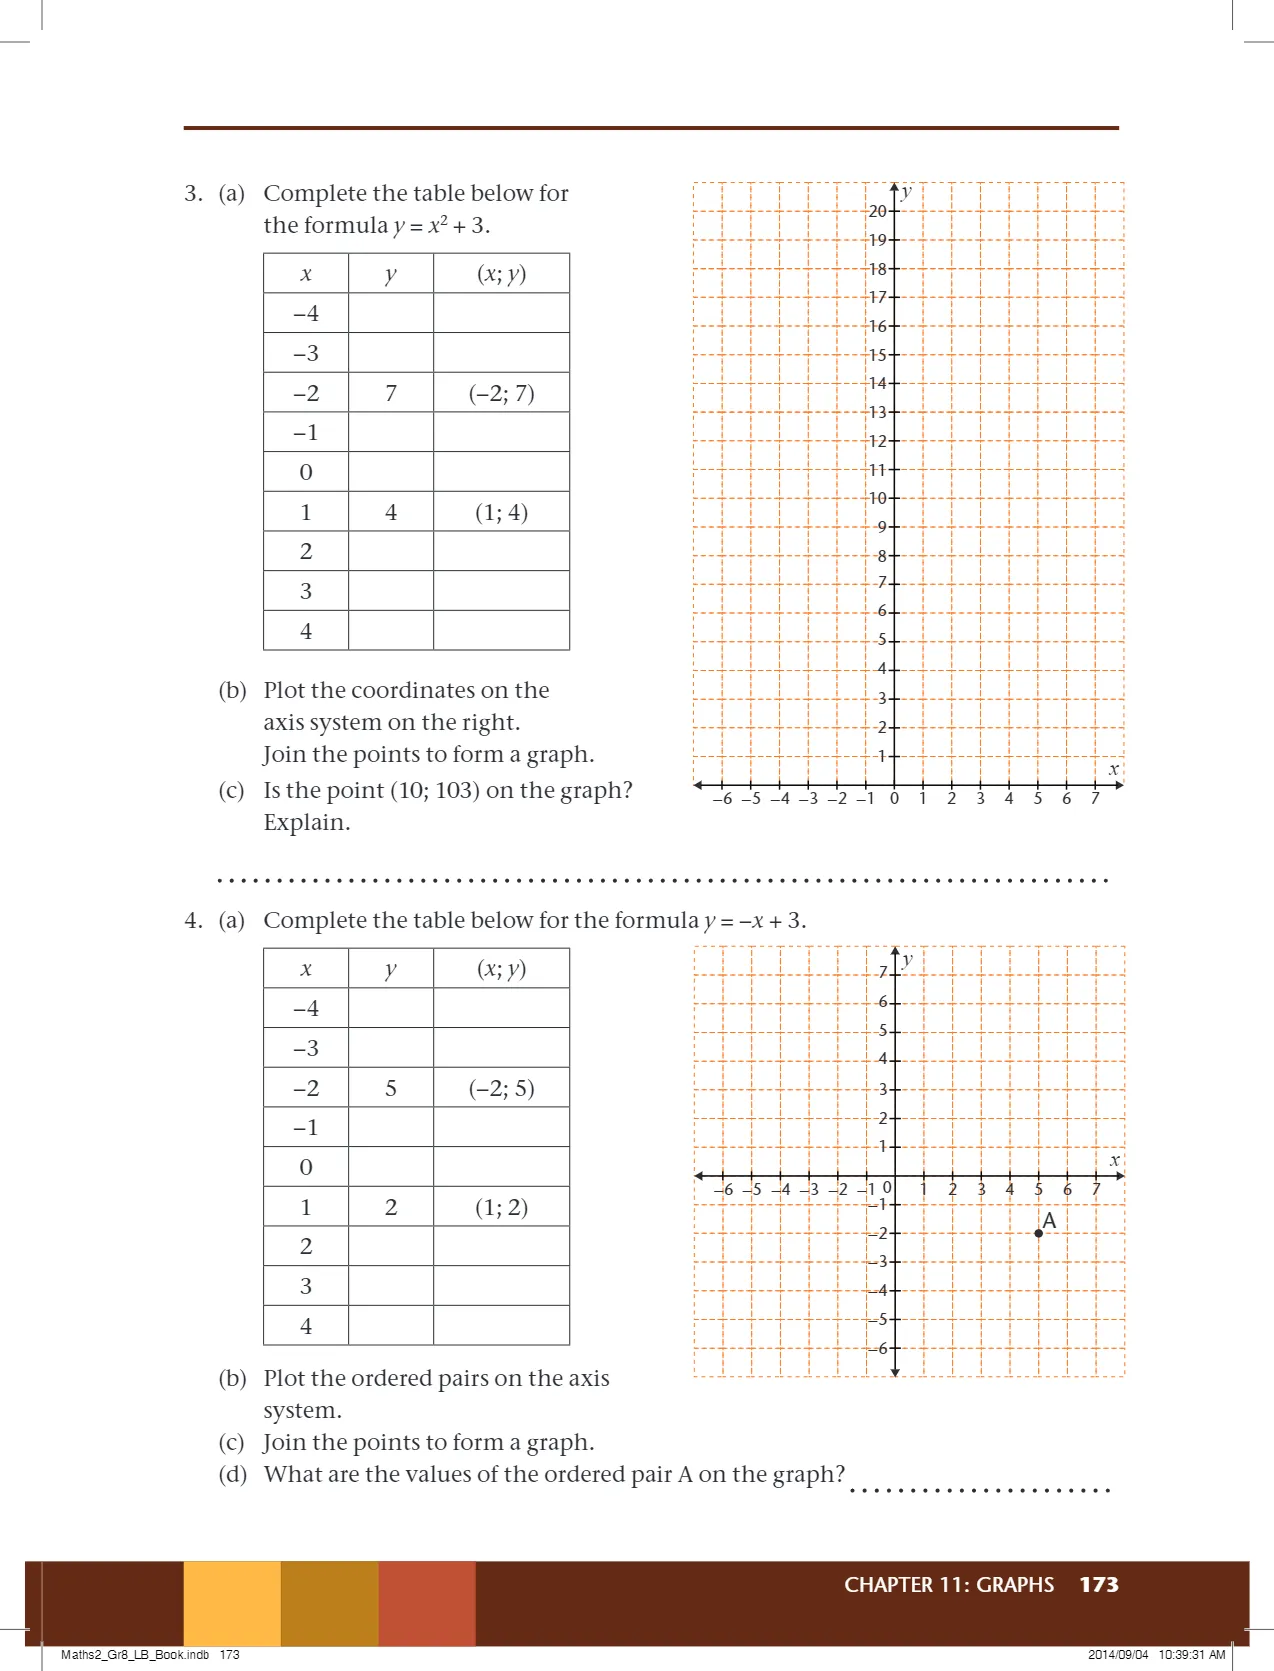 3. (a) Complete the table below for
the formula y = x² + 3.
x y (x; y)
–4
–3
–2 7 (–2; 7)
–1
0
1 4 (1; 4)
2
3
4
(b) Plot the coordinates on the
axis system on the right.
Join the points to form a graph.
(c) Is the point (10; 103) on the graph?
Explain.
y
20
19
18
17
16
15
14
13
12
11
10
9
8
7
6
5
4
3
2
1
x
–6 –5 –4 –3 –2 –1 0 1 2 3 4 5 6 7
4. (a) Complete the table below for the formula y = –x + 3.
x y (x; y)
–4
–3
–2 5 (–2; 5)
–1
0
1 2 (1; 2)
2
3
4
y
7
6
5
4
3
2
1
x
–6 –5 –4 –3 –2 –1 0 1 2 3 4 5 6 7
–1
A
–2
–3
–4
–5
–6
(b) Plot the ordered pairs on the axis
system.
(c) Join the points to form a graph.
(d) What are the values of the ordered pair A on the graph?
CHAPTER 11: GRAPHS 173
Maths2_Gr8_LB_Book.indb 173 2014/09/04 10:39:31 AM